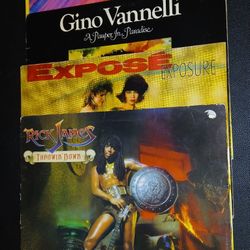 Gino Vannelli
A Pauper In Paradise
EXPOSÉ
EXPOSURE
RICK JAMES
THROWIN' DOWN